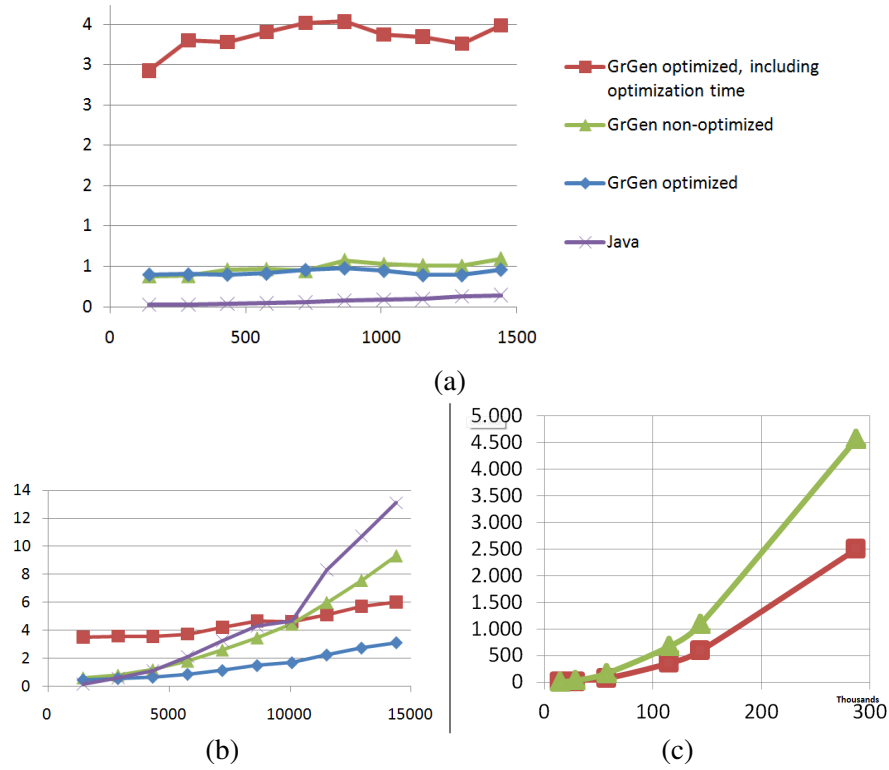 4
3
3
2
2
1
1
0
0 500 1000 1500
GrGen optimized, including
optimization time
GrGen non-optimized
GrGen optimized
Java
(a)
14
12
10
8
6
4
2
0
0 5000 10000 15000
(b)
5.000
4.500
4.000
3.500
3.000
2.500
2.000
1.500
1.000
500
0
Thousands
0 100 200 300
(c)